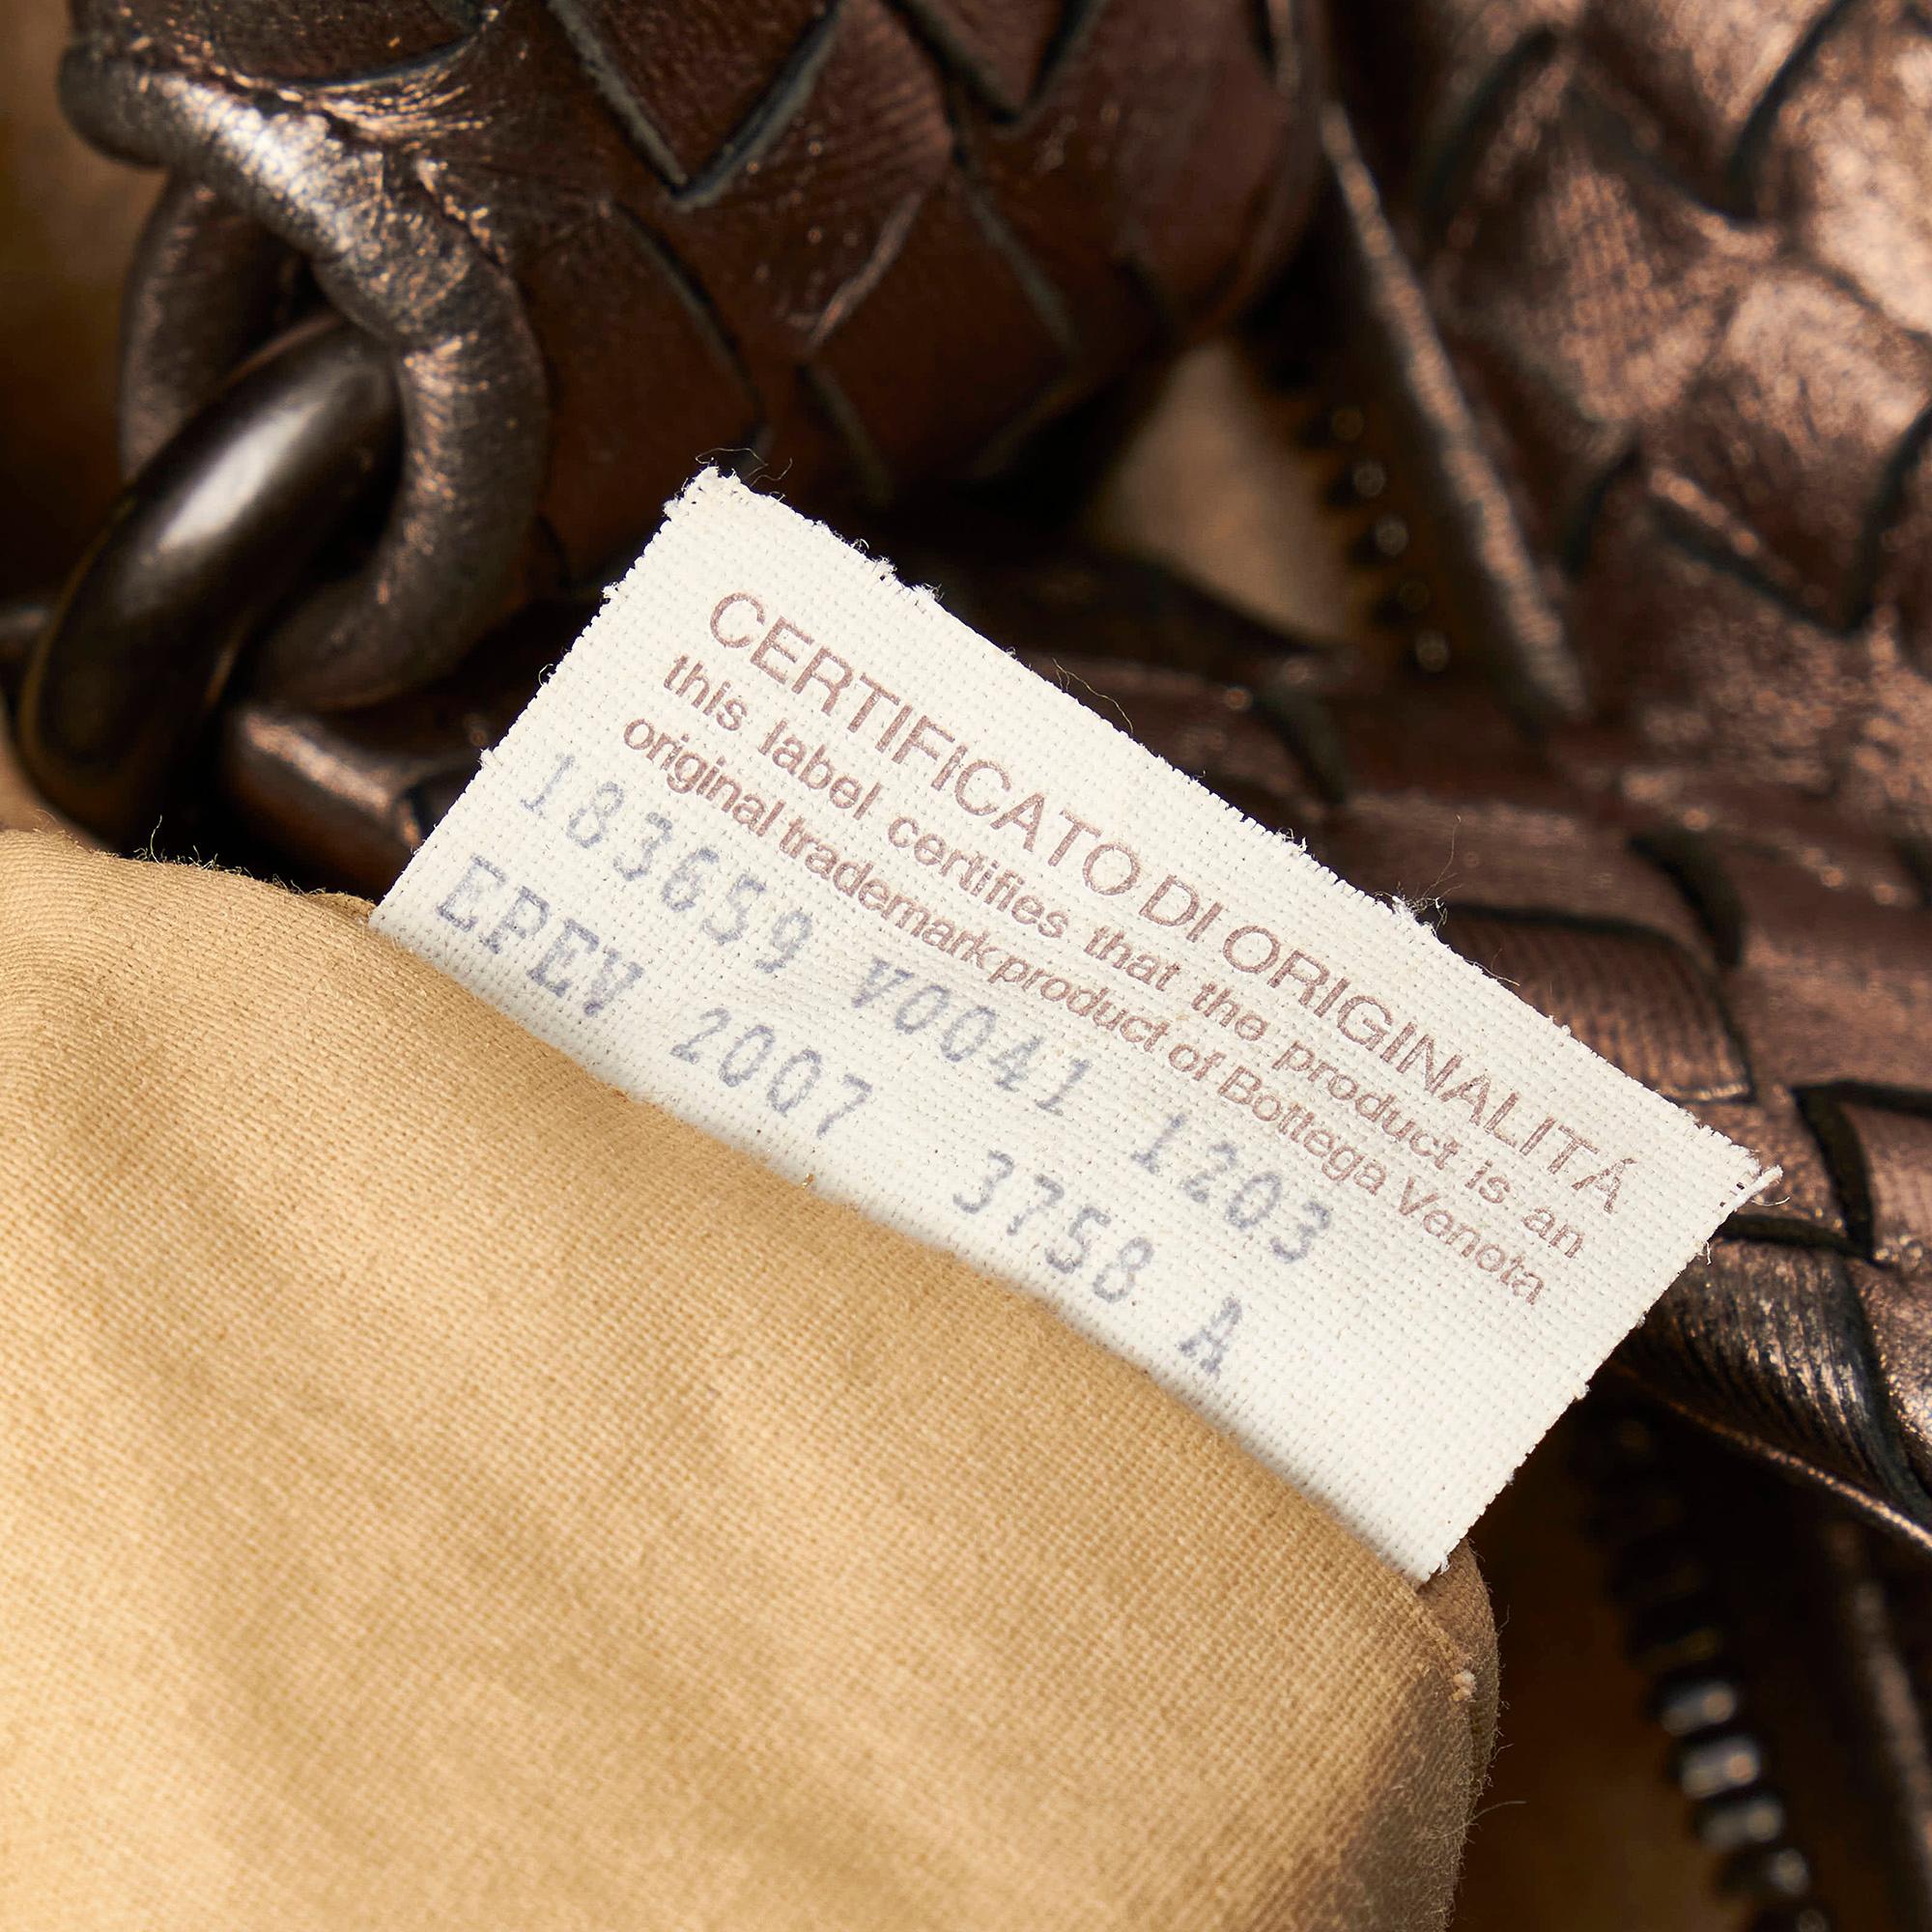 CERTIFICATO DI ORIGINALITÁ
this label certifies that the product is an
original trademark product of Bottega Veneta
183659 V0041 1203
EPEV 2007 3758 A